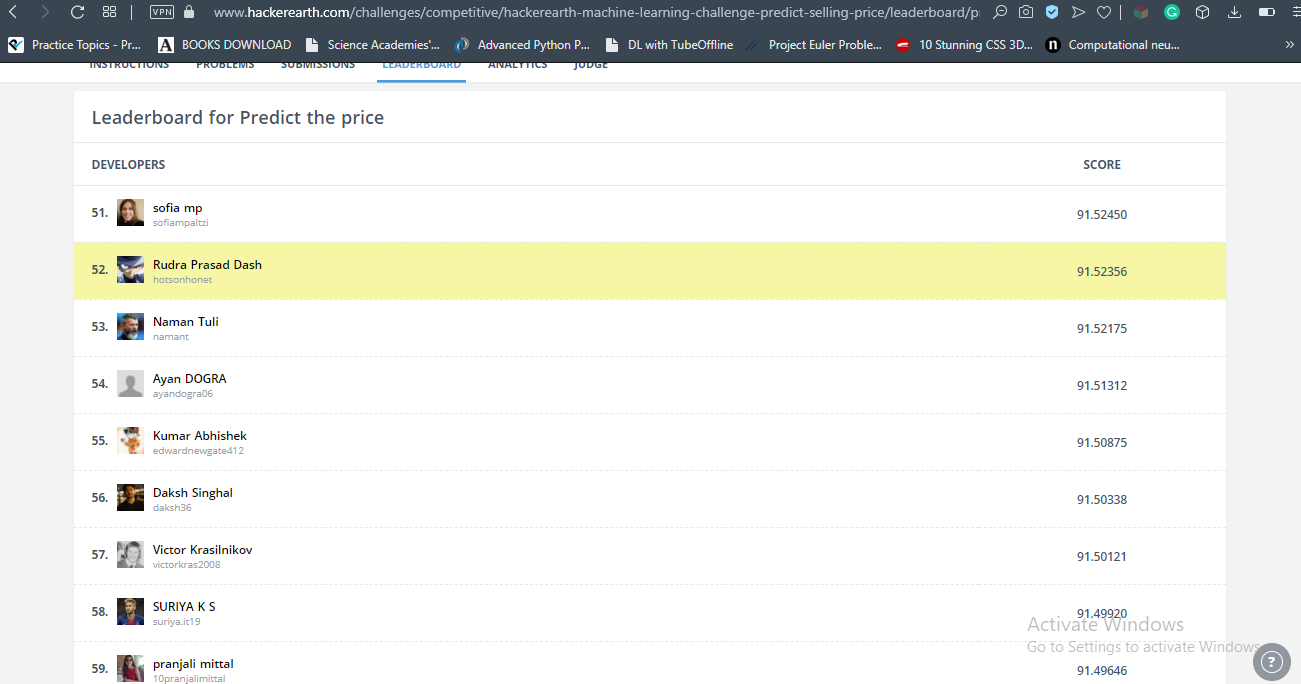 VPN www.hackerearth.com/challenges/competitive/hackerearth-machine-learning-challenge-predict-selling-price/leaderboard/p
Practice Topics - Pr... A BOOKS DOWNLOAD Science Academies'... Advanced Python P... DL with TubeOffline Project Euler Proble... 10 Stunning CSS 3D... n Computational neu... »
INSTRUCTIONS PROBLEMS SUBMISSIONS LEADERBOARD ANALYTICS JUDGE
Leaderboard for Predict the price
DEVELOPERS SCORE
51. sofia mp 91.52450
sofiampaltzi
52. Rudra Prasad Dash 91.52356
hotsonhonet
53. Naman Tuli 91.52175
namant
54. Ayan DOGRA 91.51312
ayandogra06
55. Kumar Abhishek 91.50875
edwardnewgate412
56. Daksh Singhal 91.50338
daksh36
57. Victor Krasilnikov 91.50121
victorkras2008
58. SURIYA K S 91.49920
suriya.it19
Activate Windows
Go to Settings to activate Windows.
?
59. pranjali mittal 91.49646
10pranjalimittal